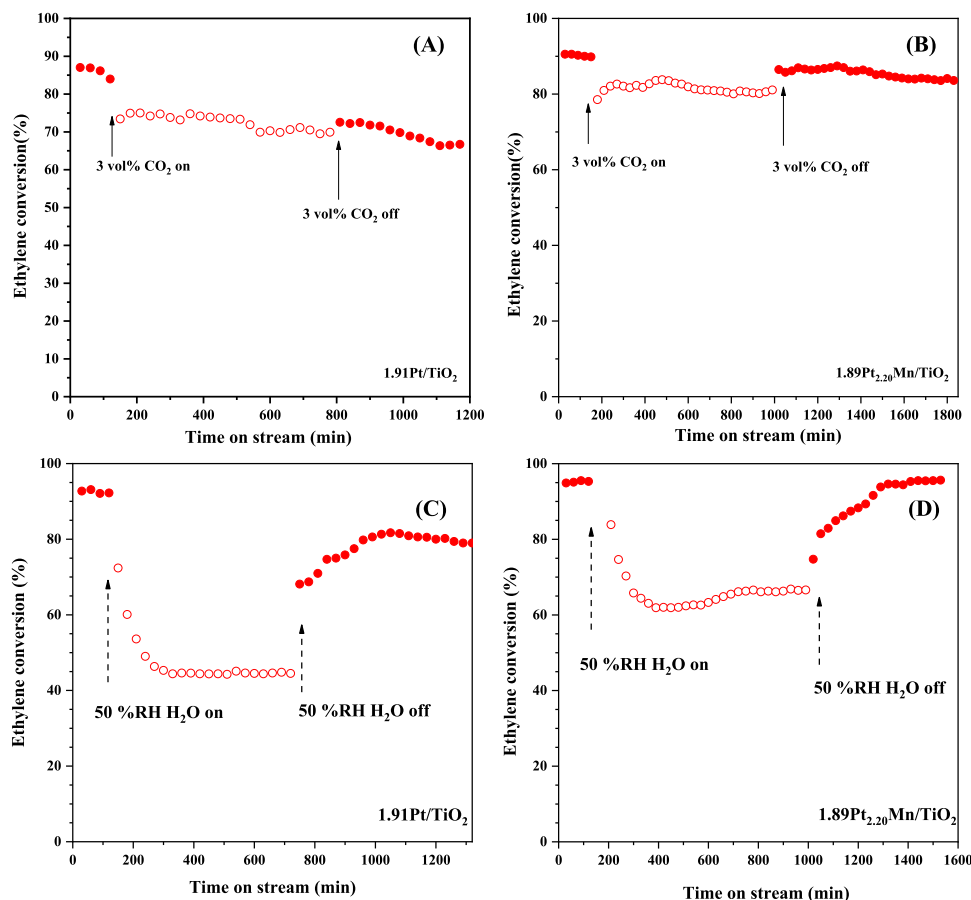 (A)
Ethylene conversion(%)
100
90
80
70
60
50
40
30
20
10
0
3 vol% CO₂ on
3 vol% CO₂ off
1.91Pt/TiO₂
0 200 400 600 800 1000 1200
Time on stream (min)
(B)
Ethylene conversion(%)
100
80
60
40
20
0
3 vol% CO₂ on
3 vol% CO₂ off
1.89Pt₂.₂₀Mn/TiO₂
0 200 400 600 800 1000 1200 1400 1600 1800
Time on stream (min)
(C)
Ethylene conversion (%)
100
80
60
40
20
0
50 %RH H₂O on
50 %RH H₂O off
1.91Pt/TiO₂
0 200 400 600 800 1000 1200
Time on stream (min)
(D)
Ethylene conversion (%)
100
80
60
40
20
0
50 %RH H₂O on
50 %RH H₂O off
1.89Pt₂.₂₀Mn/TiO₂
0 200 400 600 800 1000 1200 1400 1600
Time on stream (min)